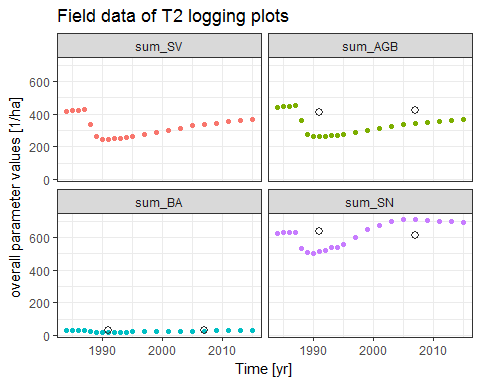 Field data of T2 logging plots
sum_SV
sum_AGB
600
400
200
0
sum_BA
sum_SN
600
400
200
0
1990 2000 2010 1990 2000 2010
overall parameter values [1/ha]
Time [yr]